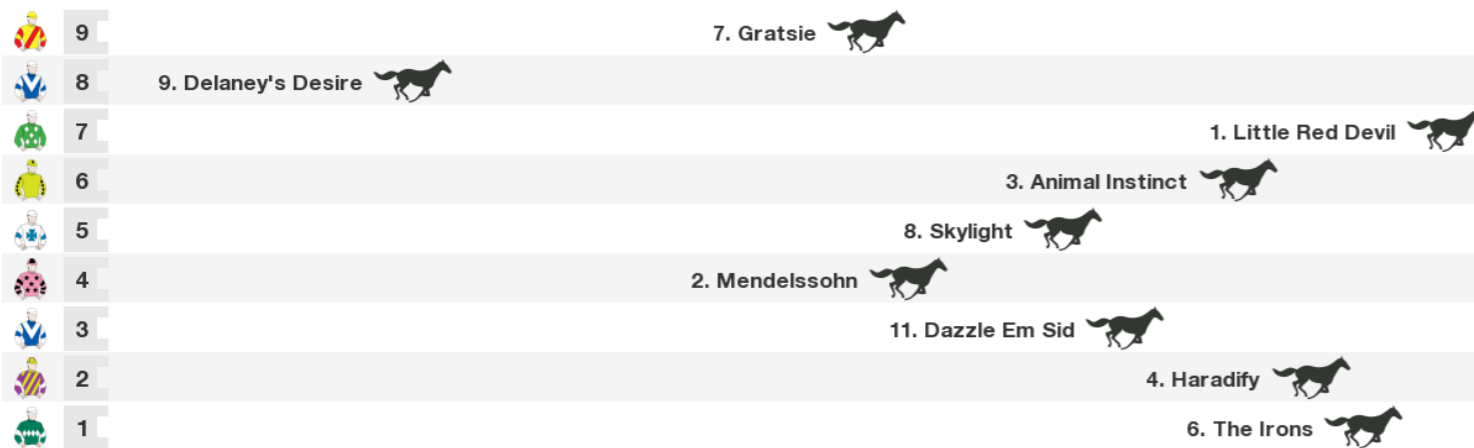 9 7. Gratsie
8 9. Delaney's Desire
7 1. Little Red Devil
6 3. Animal Instinct
5 8. Skylight
4 2. Mendelssohn
3 11. Dazzle Em Sid
2 4. Haradify
1 6. The Irons